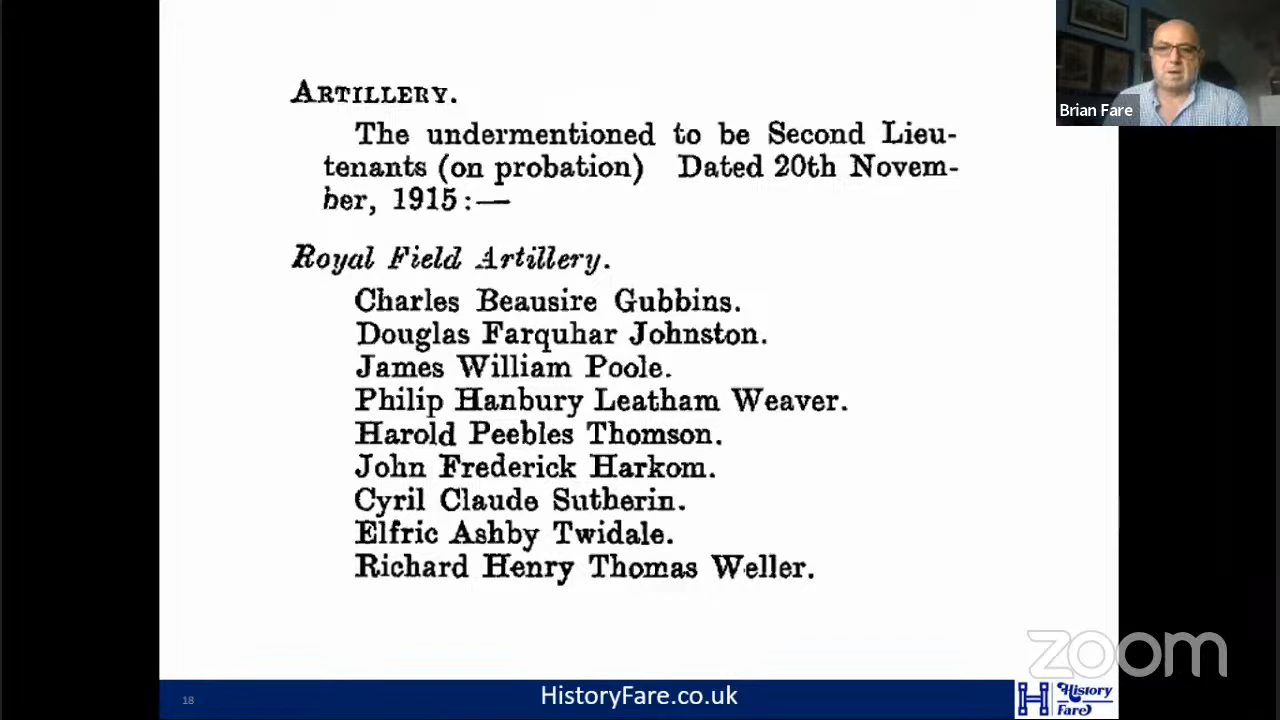 ARTILLERY.
The undermentioned to be Second Lieu-
tenants (on probation) Dated 20th Novem-
ber, 1915:—
Royal Field Artillery.
Charles Beausire Gubbins.
Douglas Farquhar Johnston.
James William Poole.
Philip Hanbury Leatham Weaver.
Harold Peebles Thomson.
John Frederick Harkom.
Cyril Claude Sutherin.
Elfric Ashby Twidale.
Richard Henry Thomas Weller.
Brian Fare
zoom
18
HistoryFare.co.uk
H
History
Fare